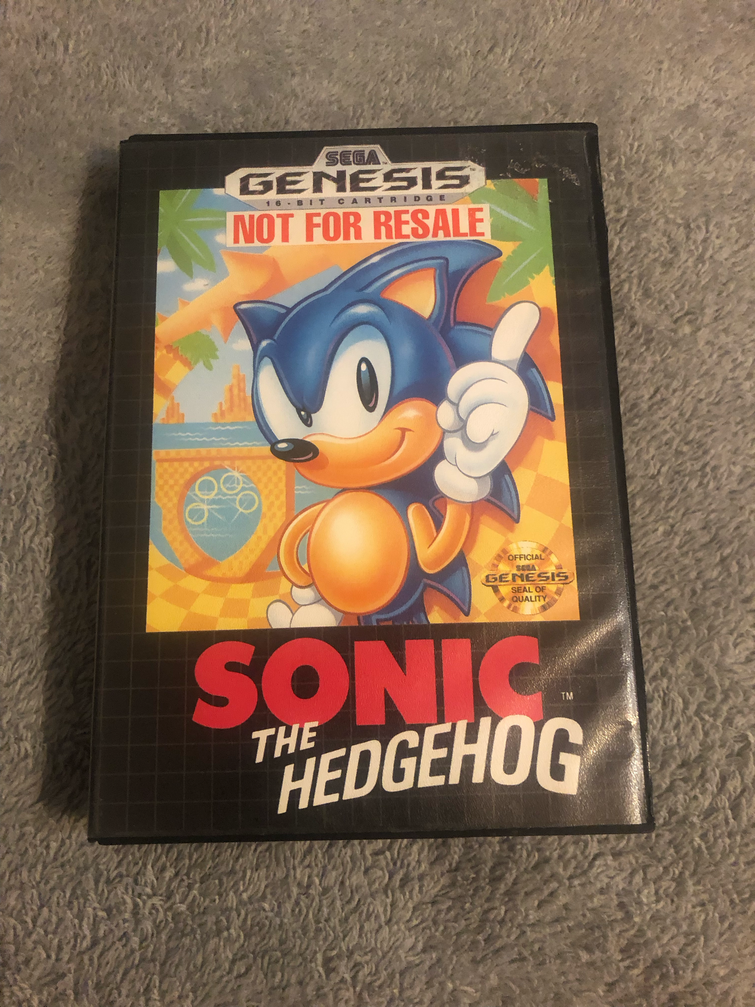 SEGA
GENESIS
16-BIT CARTRIDGE
NOT FOR RESALE
OFFICIAL
SEGA
GENESIS
SEAL OF
QUALITY
SONIC
TM
THE
HEDGEHOG